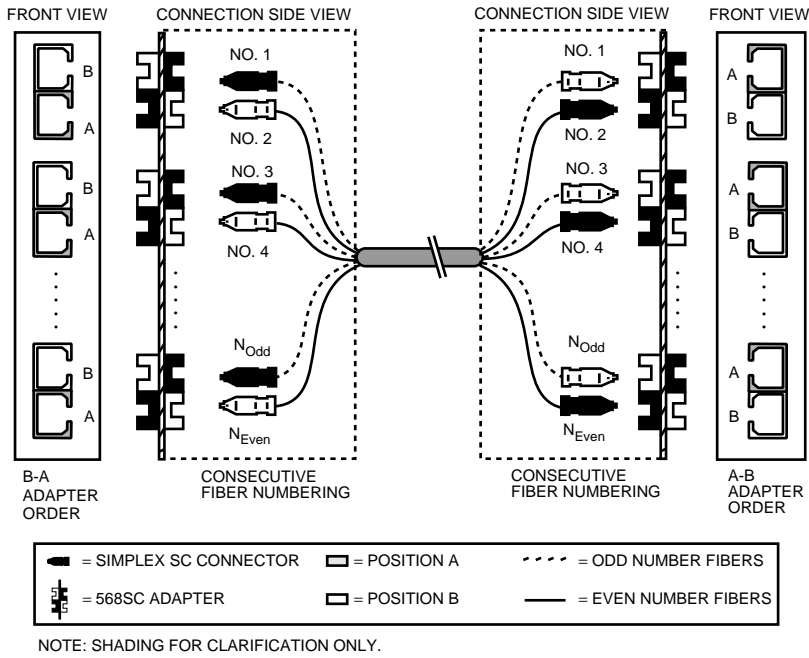 FRONT VIEW
CONNECTION SIDE VIEW
CONNECTION SIDE VIEW
FRONT VIEW
B
A
B
A
B
A
NO. 1
NO. 2
NO. 3
NO. 4
NOdd
NEven
NO. 1
NO. 2
NO. 3
NO. 4
NOdd
NEven
A
B
A
B
A
B
B-A
ADAPTER
ORDER
CONSECUTIVE
FIBER NUMBERING
CONSECUTIVE
FIBER NUMBERING
A-B
ADAPTER
ORDER
= SIMPLEX SC CONNECTOR
= POSITION A
= ODD NUMBER FIBERS
= 568SC ADAPTER
= POSITION B
= EVEN NUMBER FIBERS
NOTE: SHADING FOR CLARIFICATION ONLY.